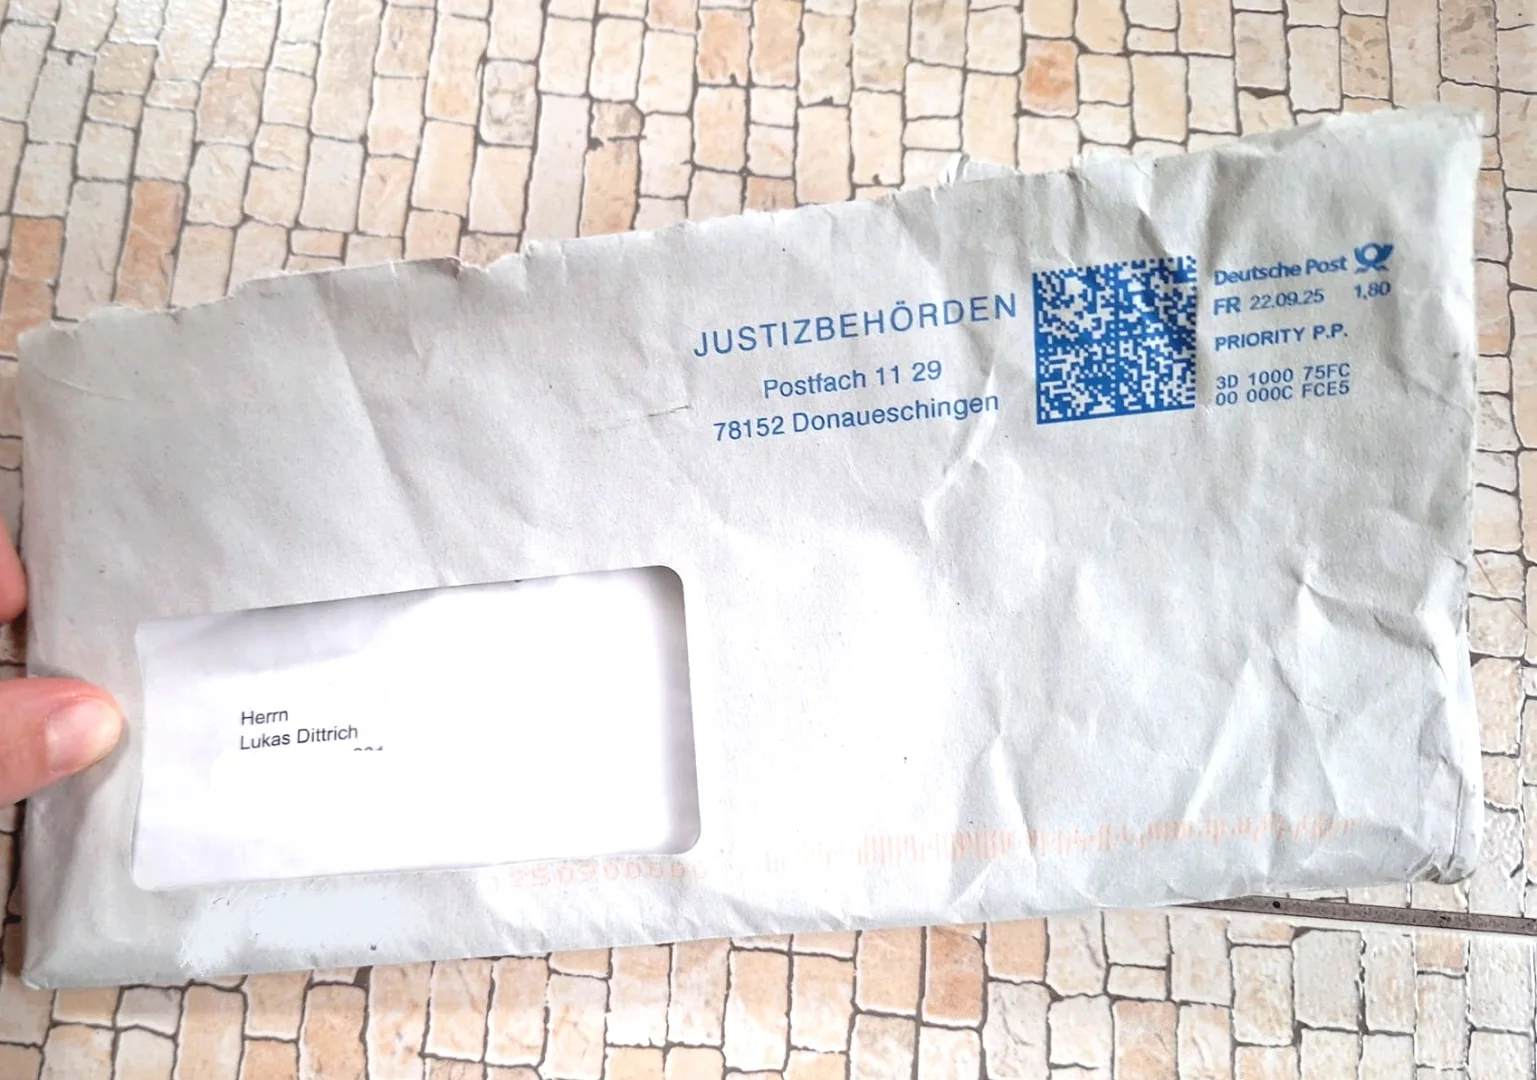 JUSTIZBEHÖRDEN
Postfach 11 29
78152 Donaueschingen
Deutsche Post
FR 22.09.25 1,80
PRIORITY P.P.
3D 1000 75FC
00 000C FCE5
Herrn
Lukas Dittrich